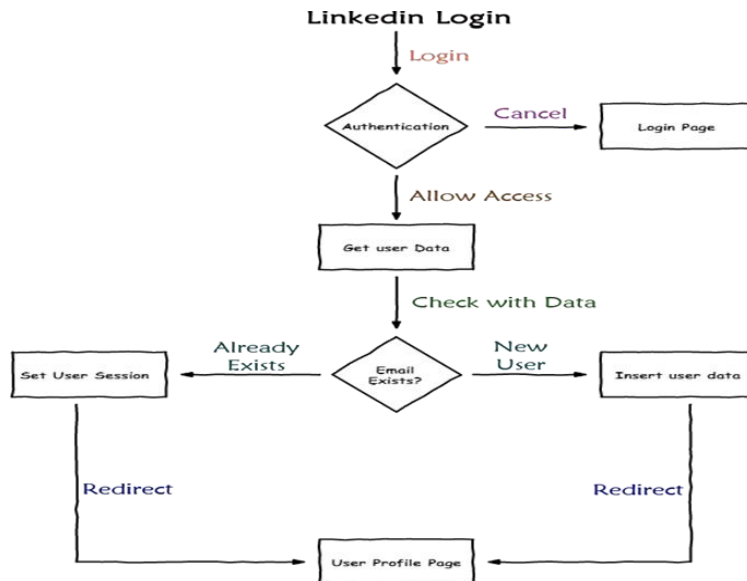 Linkedin Login
Login
Authentication
Cancel
Login Page
Allow Access
Get user Data
Check with Data
Already
Exists
New
User
Set User Session
Email
Exists?
Insert user data
Redirect
Redirect
User Profile Page